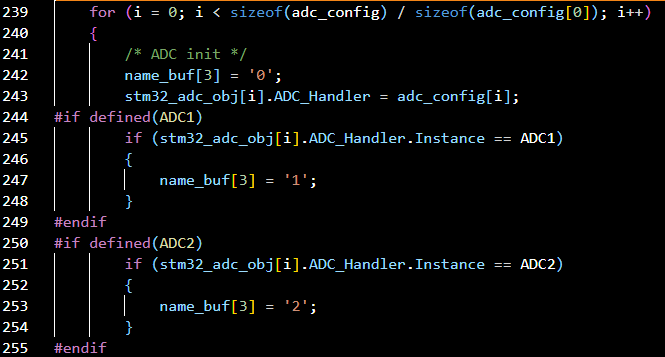 239 for (i = 0; i < sizeof(adc_config) / sizeof(adc_config[0]); i++)
240 {
241 /* ADC init */
242 name_buf[3] = '0';
243 stm32_adc_obj[i].ADC_Handler = adc_config[i];
244 #if defined(ADC1)
245 if (stm32_adc_obj[i].ADC_Handler.Instance == ADC1)
246 {
247 name_buf[3] = '1';
248 }
249 #endif
250 #if defined(ADC2)
251 if (stm32_adc_obj[i].ADC_Handler.Instance == ADC2)
252 {
253 name_buf[3] = '2';
254 }
255 #endif